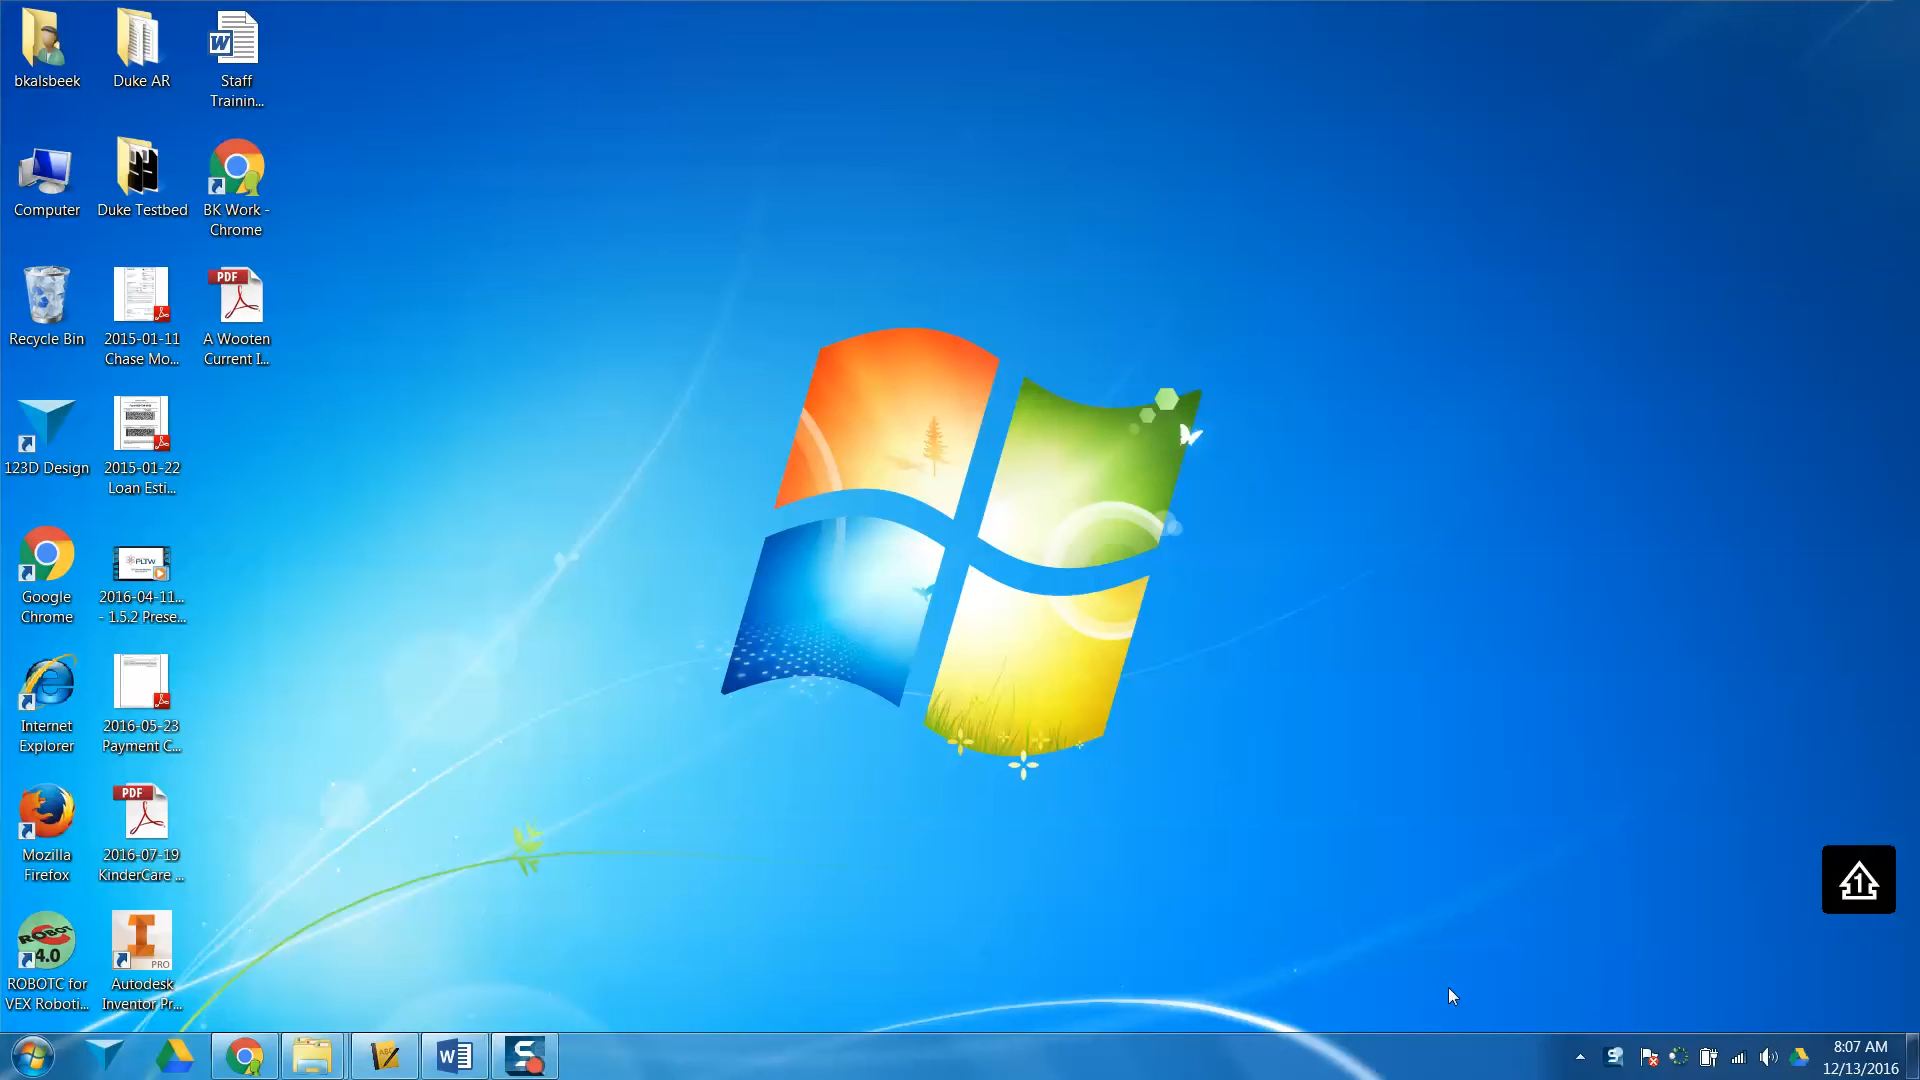 bkalsbeek
Duke AR
Staff
Trainin...
Computer
Duke Testbed
BK Work -
Chrome
PDF
Recycle Bin
2015-01-11
Chase Mo...
A Wooten
Current I...
123D Design
2015-01-22
Loan Esti...
PLTW
Google
Chrome
2016-04-11...
- 1.5.2 Prese...
Internet
Explorer
2016-05-23
Payment C...
PDF
Mozilla
Firefox
2016-07-19
KinderCare ...
ROBOT
4.0
PRO
ROBOTC for
VEX Roboti...
Autodesk
Inventor Pr...
1
8:07 AM
12/13/2016